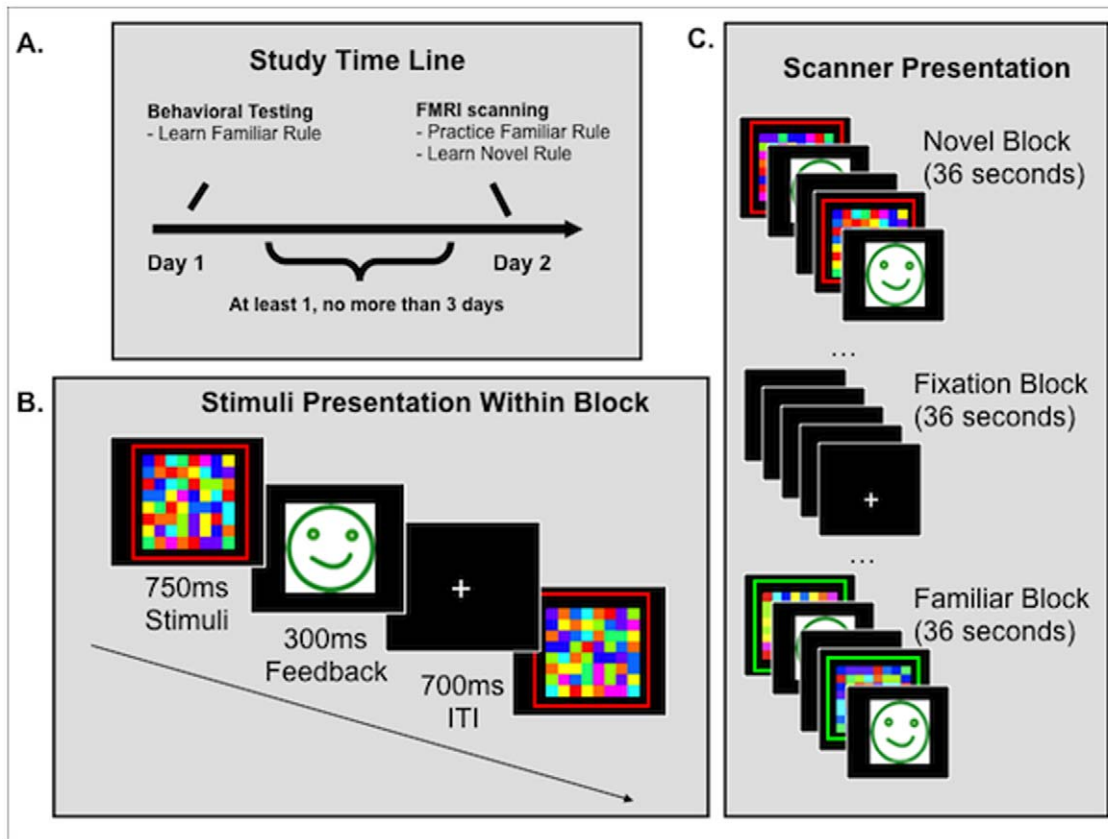 A.
Study Time Line
Behavioral Testing
- Learn Familiar Rule
FMRI scanning
- Practice Familiar Rule
- Learn Novel Rule
Day 1
Day 2
At least 1, no more than 3 days
B.
Stimuli Presentation Within Block
750ms
Stimuli
300ms
Feedback
+
700ms
ITI
C.
Scanner Presentation
Novel Block
(36 seconds)
...
Fixation Block
(36 seconds)
+
...
Familiar Block
(36 seconds)